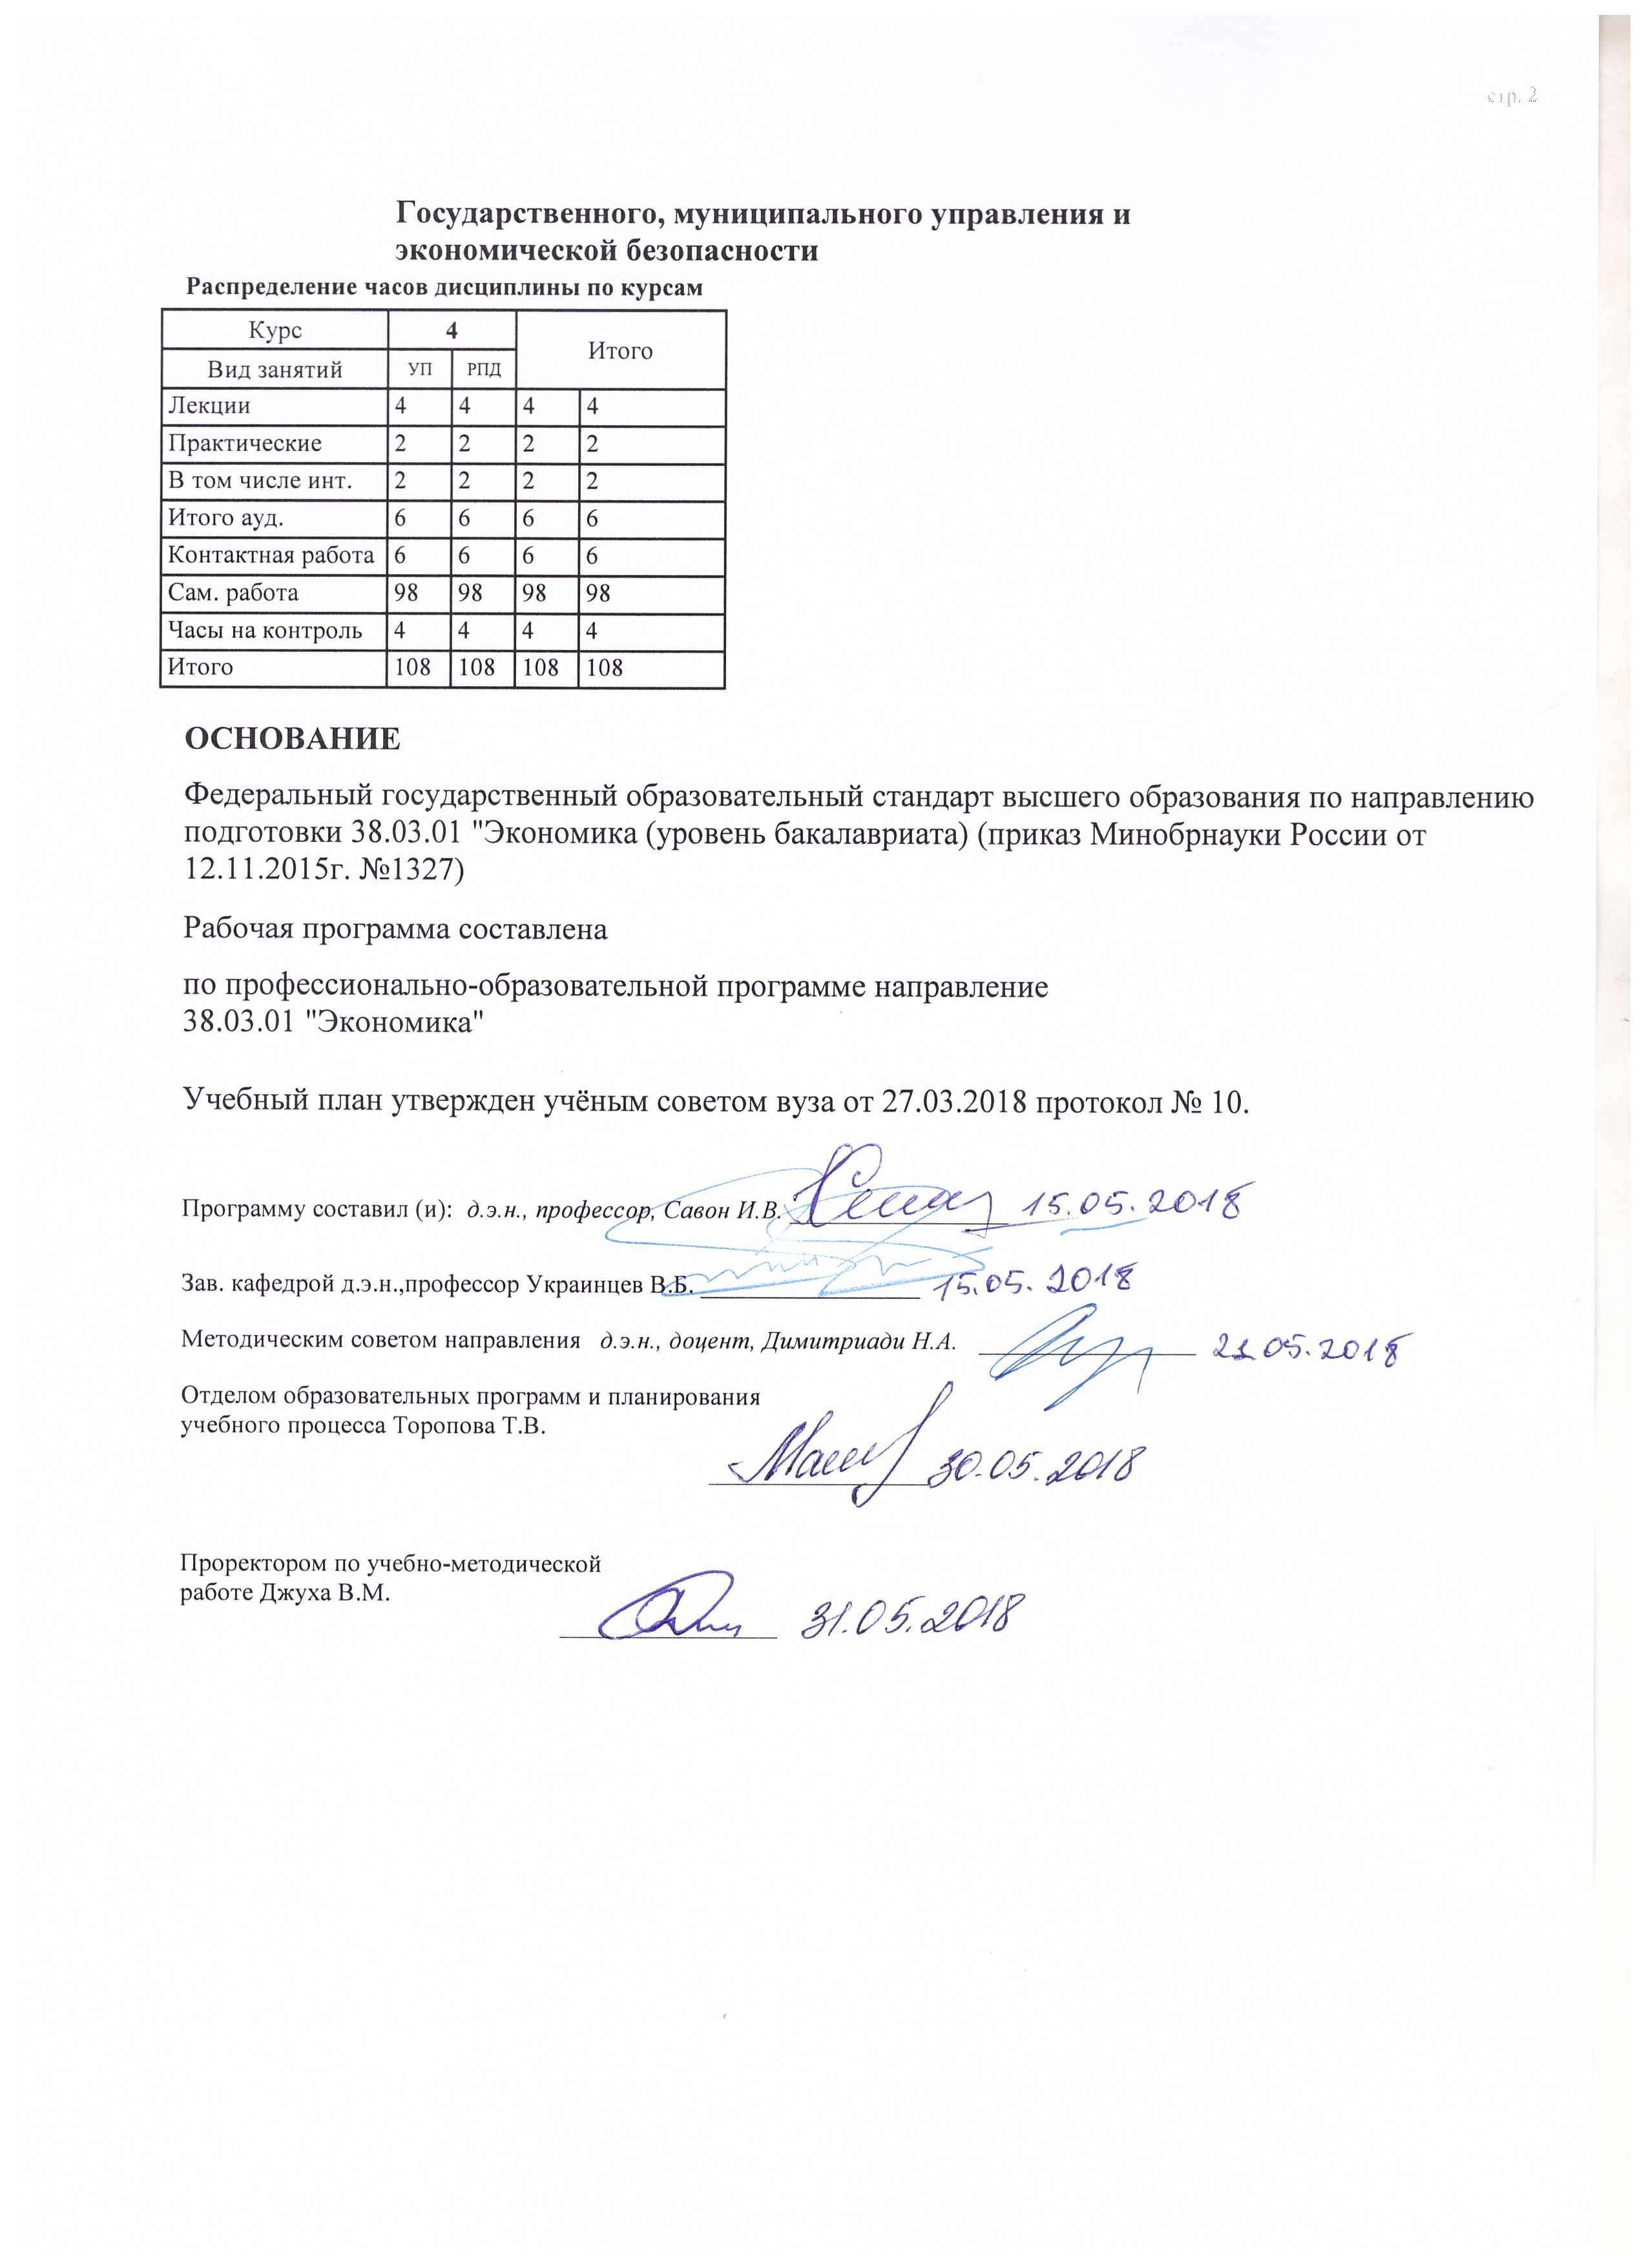 стр. 2
Государственного, муниципального управления и
экономической безопасности
Распределение часов дисциплины по курсам
Курс 4 Итого
Вид занятий УП РПД
Лекции 4 4 4 4
Практические 2 2 2 2
В том числе инт. 2 2 2 2
Итого ауд. 6 6 6 6
Контактная работа 6 6 6 6
Сам. работа 98 98 98 98
Часы на контроль 4 4 4 4
Итого 108 108 108 108
ОСНОВАНИЕ
Федеральный государственный образовательный стандарт высшего образования по направлению
подготовки 38.03.01 "Экономика (уровень бакалавриата) (приказ Минобрнауки России от
12.11.2015г. №1327)
Рабочая программа составлена
по профессионально-образовательной программе направление
38.03.01 "Экономика"
Учебный план утвержден учёным советом вуза от 27.03.2018 протокол № 10.
Программу составил (и): д.э.н., профессор, Савон И.В. 15.05.2018
Зав. кафедрой д.э.н.,профессор Украинцев В.Б. 15.05.2018
Методическим советом направления д.э.н., доцент, Димитриади Н.А. 21.05.2018
Отделом образовательных программ и планирования
учебного процесса Торопова Т.В.
30.05.2018
Проректором по учебно-методической
работе Джуха В.М.
31.05.2018